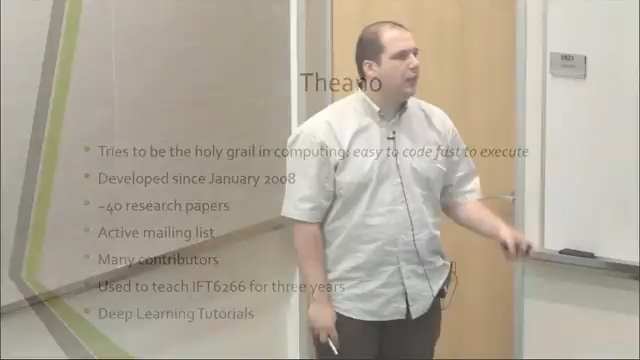 Theano
Tries to be the holy grail in computing: easy to code fast to execute
Developed since January 2008
~40 research papers
Active mailing list
Many contributors
Used to teach IFT6266 for three years
Deep Learning Tutorials